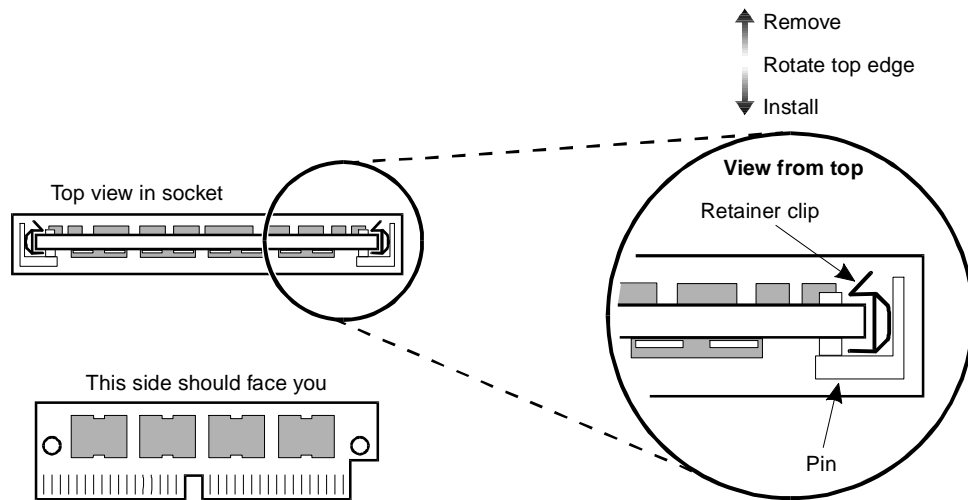 Remove
Rotate top edge
Install
View from top
Top view in socket
Retainer clip
This side should face you
Pin